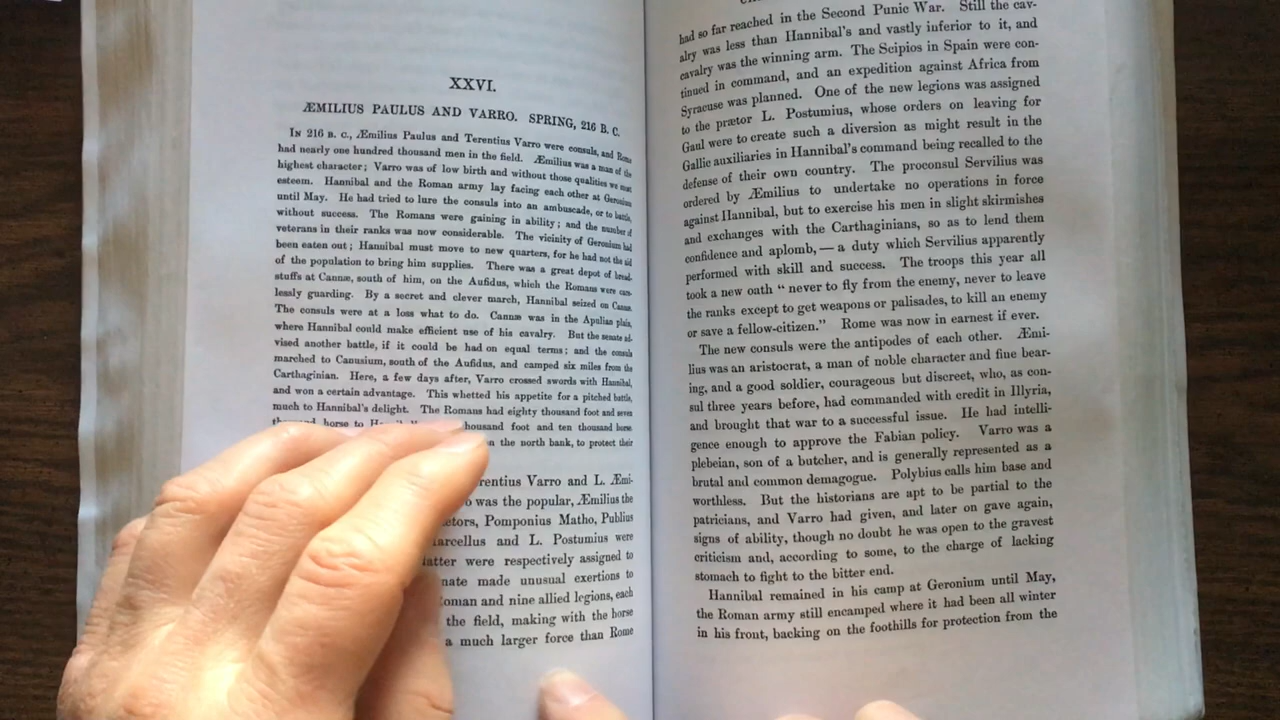 XXVI.
ÆMILIUS PAULUS AND VARRO. SPRING, 216 B. C.
IN 216 B. C., Æmilius Paulus and Terentius Varro were consuls, and Rome
had nearly one hundred thousand men in the field. Æmilius was a man of the
highest character; Varro was of low birth and without those qualities we most
esteem. Hannibal and the Roman army lay facing each other at Geronium
until May. He had tried to lure the consuls into an ambuscade, or to battle,
without success. The Romans were gaining in ability; and the number of
veterans in their ranks was now considerable. The vicinity of Geronium had
been eaten out; Hannibal must move to new quarters, for he had not the aid
of the population to bring him supplies. There was a great depot of bread-
stuffs at Cannæ, south of him, on the Aufidus, which the Romans were care-
lessly guarding. By a secret and clever march, Hannibal seized on Cannæ.
The consuls were at a loss what to do. Cannæ was in the Apulian plain,
where Hannibal could make efficient use of his cavalry. But the senate ad-
vised another battle, if it could be had on equal terms; and the consuls
marched to Canusium, south of the Aufidus, and camped six miles from the
Carthaginian. Here, a few days after, Varro crossed swords with Hannibal,
and won a certain advantage. This whetted his appetite for a pitched battle,
much to Hannibal's delight. The Romans had eighty thousand foot and seven
thousand horse to housand foot and ten thousand horse.
n the north bank, to protect their
rentius Varro and L. Æmi-
o was the popular, Æmilius the
etors, Pomponius Matho, Publius
arcellus and L. Postumius were
latter were respectively assigned to
nate made unusual exertions to
oman and nine allied legions, each
the field, making with the horse
a much larger force than Rome
had so far reached in the Second Punic War. Still the cav-
alry was less than Hannibal's and vastly inferior to it, and
cavalry was the winning arm. The Scipios in Spain were con-
tinued in command, and an expedition against Africa from
Syracuse was planned. One of the new legions was assigned
to the prætor L. Postumius, whose orders on leaving for
Gaul were to create such a diversion as might result in the
Gallic auxiliaries in Hannibal's command being recalled to the
defense of their own country. The proconsul Servilius was
ordered by Æmilius to undertake no operations in force
against Hannibal, but to exercise his men in slight skirmishes
and exchanges with the Carthaginians, so as to lend them
confidence and aplomb, — a duty which Servilius apparently
performed with skill and success. The troops this year all
took a new oath "never to fly from the enemy, never to leave
the ranks except to get weapons or palisades, to kill an enemy
or save a fellow-citizen." Rome was now in earnest if ever.
The new consuls were the antipodes of each other. Æmi-
lius was an aristocrat, a man of noble character and fine bear-
ing, and a good soldier, courageous but discreet, who, as con-
sul three years before, had commanded with credit in Illyria,
and brought that war to a successful issue. He had intelli-
gence enough to approve the Fabian policy. Varro was a
plebeian, son of a butcher, and is generally represented as a
brutal and common demagogue. Polybius calls him base and
worthless. But the historians are apt to be partial to the
patricians, and Varro had given, and later on gave again,
signs of ability, though no doubt he was open to the gravest
criticism and, according to some, to the charge of lacking
stomach to fight to the bitter end.
Hannibal remained in his camp at Geronium until May,
the Roman army still encamped where it had been all winter
in his front, backing on the foothills for protection from the